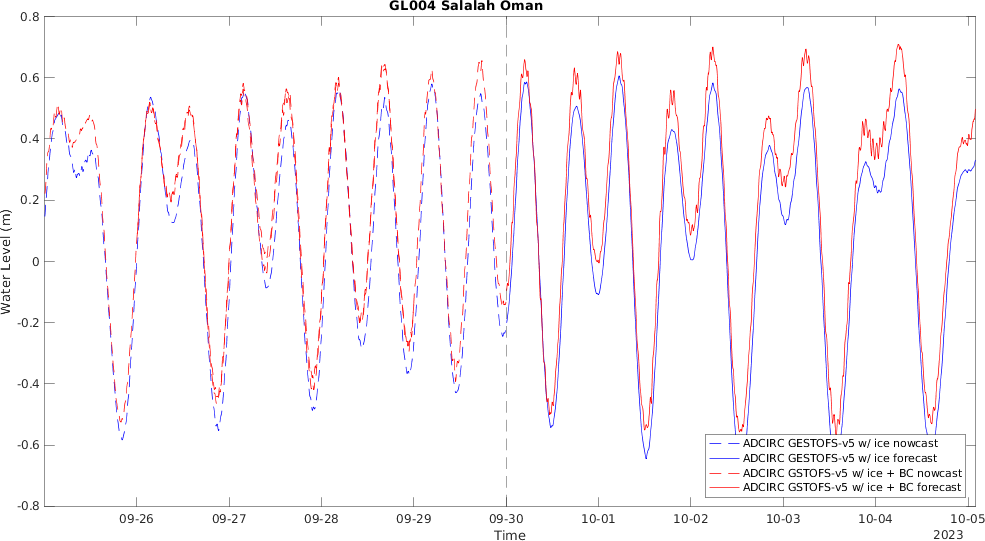 GL004 Salalah Oman
0.8
0.6
0.4
0.2
0
-0.2
-0.4
-0.6
-0.8
Water Level (m)
ADCIRC GESTOFS-v5 w/ ice nowcast
ADCIRC GESTOFS-v5 w/ ice forecast
ADCIRC GSTOFS-v5 w/ ice + BC nowcast
ADCIRC GSTOFS-v5 w/ ice + BC forecast
09-26 09-27 09-28 09-29 09-30 10-01 10-02 10-03 10-04 10-05
Time
2023